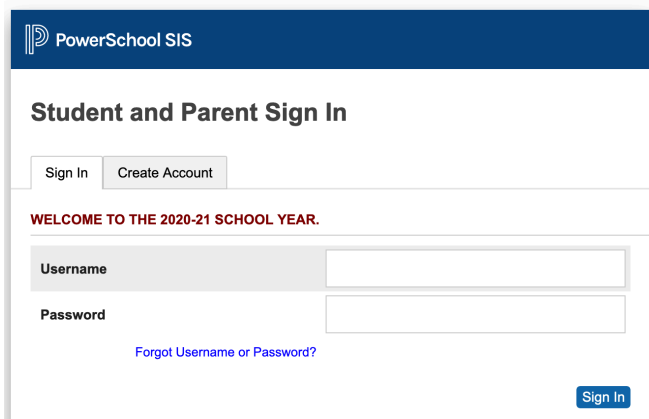 PowerSchool SIS
Student and Parent Sign In
Sign In
Create Account
WELCOME TO THE 2020-21 SCHOOL YEAR.
Username
Password
Forgot Username or Password?
Sign In